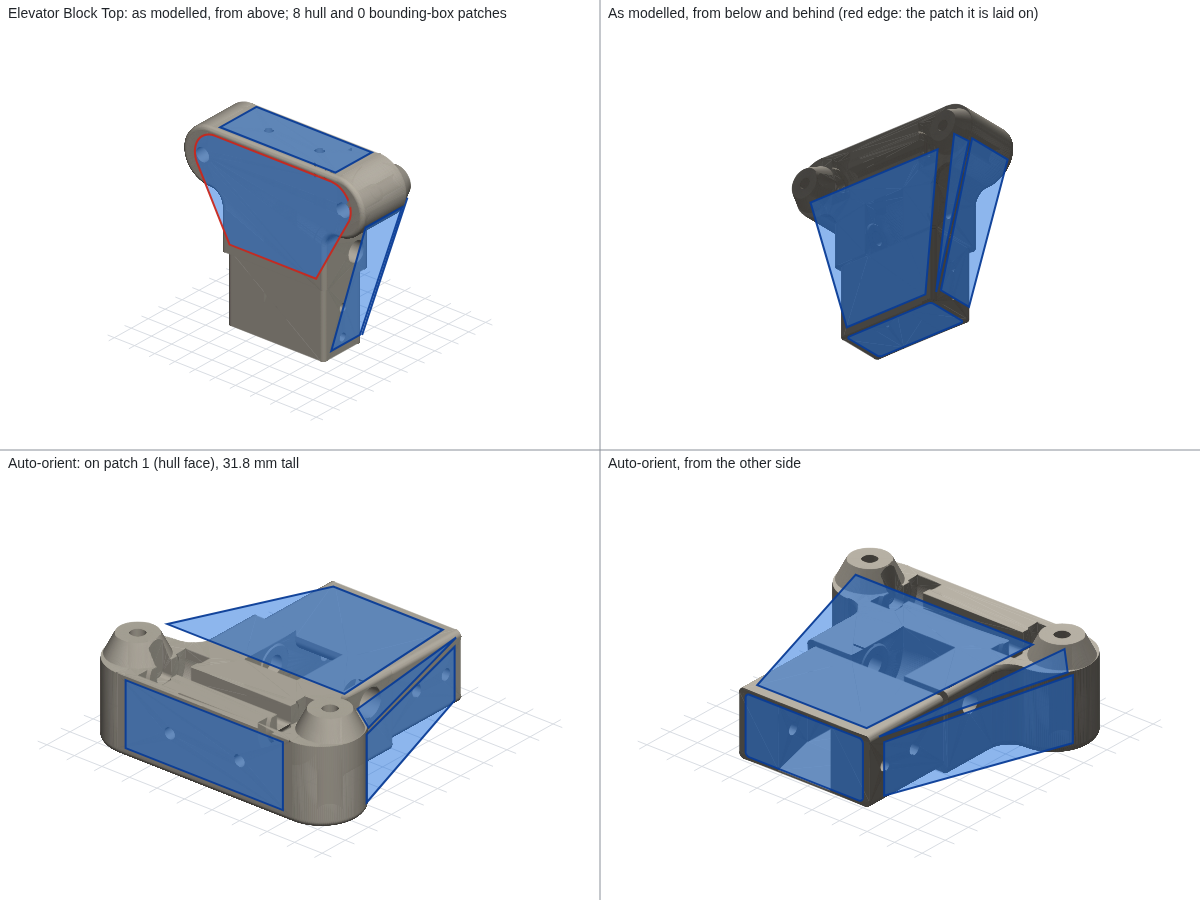 Elevator Block Top: as modelled, from above; 8 hull and 0 bounding-box patches
As modelled, from below and behind (red edge: the patch it is laid on)
Auto-orient: on patch 1 (hull face), 31.8 mm tall
Auto-orient, from the other side